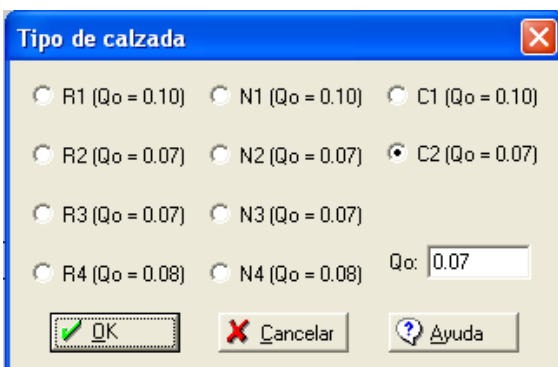 Tipo de calzada
R1 (Qo = 0.10) N1 (Qo = 0.10) C1 (Qo = 0.10)
R2 (Qo = 0.07) N2 (Qo = 0.07) C2 (Qo = 0.07)
R3 (Qo = 0.07) N3 (Qo = 0.07)
R4 (Qo = 0.08) N4 (Qo = 0.08) Qo: 0.07
OK Cancelar Ayuda